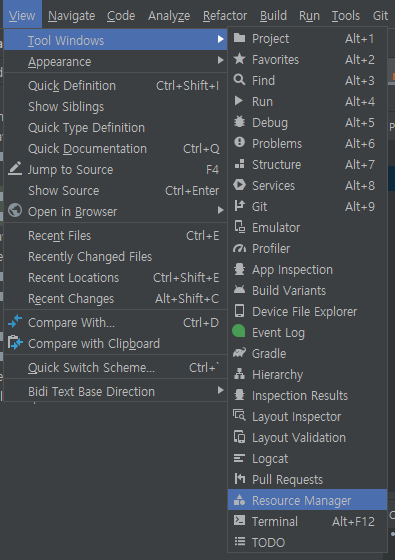 View Navigate Code Analyze Refactor Build Run Tools Git
Tool Windows
Appearance
Quick Definition Ctrl+Shift+I
Show Siblings
Quick Type Definition
Quick Documentation Ctrl+Q
Jump to Source F4
Show Source Ctrl+Enter
Open in Browser
Recent Files Ctrl+E
Recently Changed Files
Recent Locations Ctrl+Shift+E
Recent Changes Alt+Shift+C
Compare With... Ctrl+D
Compare with Clipboard
Quick Switch Scheme... Ctrl+`
Bidi Text Base Direction
Project Alt+1
Favorites Alt+2
Find Alt+3
Run Alt+4
Debug Alt+5
Problems Alt+6
Structure Alt+7
Services Alt+8
Git Alt+9
Emulator
Profiler
App Inspection
Build Variants
Device File Explorer
Event Log
Gradle
Hierarchy
Inspection Results
Layout Inspector
Layout Validation
Logcat
Pull Requests
Resource Manager
Terminal Alt+F12
TODO